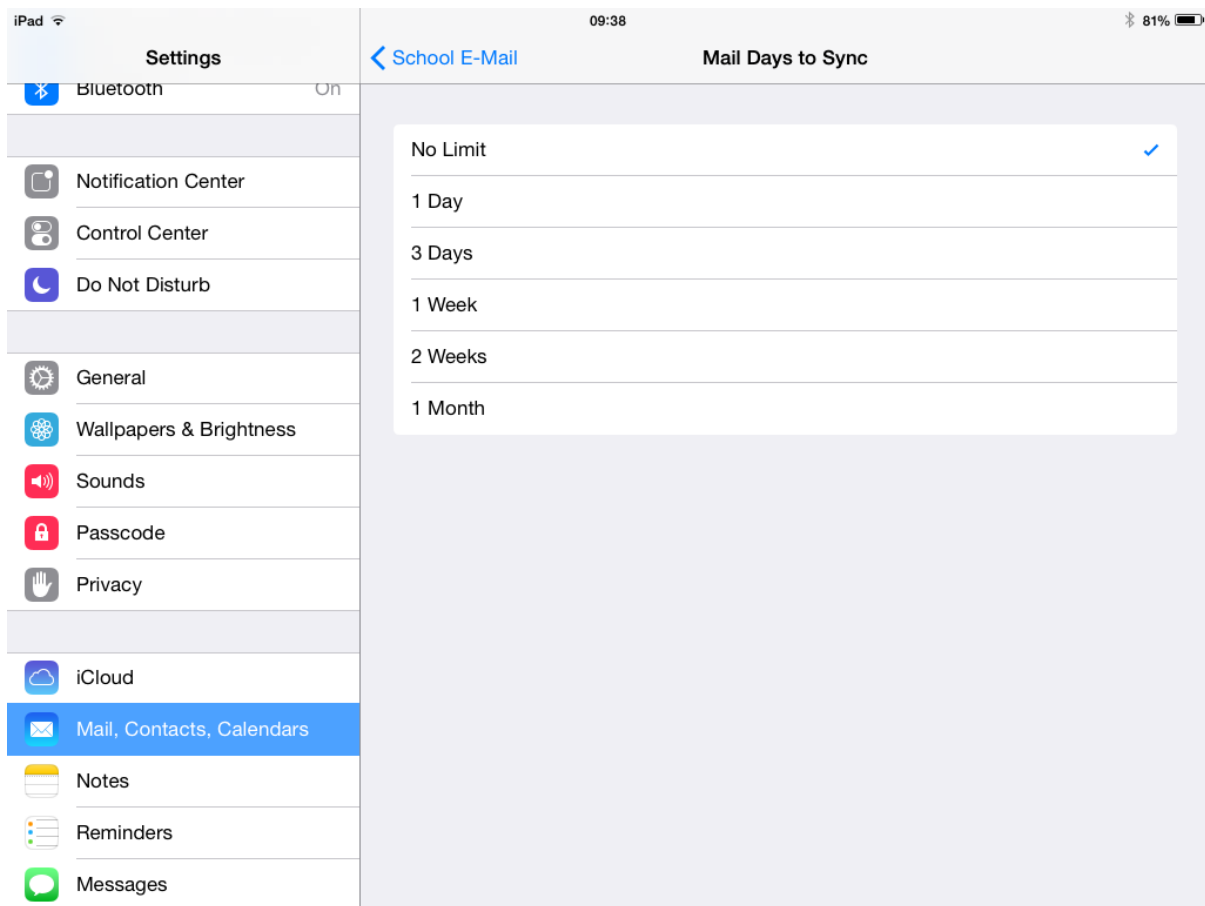 iPad 09:38 81%
Settings
School E-Mail Mail Days to Sync
Bluetooth On
Notification Center
Control Center
Do Not Disturb
General
Wallpapers & Brightness
Sounds
Passcode
Privacy
iCloud
Mail, Contacts, Calendars
Notes
Reminders
Messages
No Limit
1 Day
3 Days
1 Week
2 Weeks
1 Month